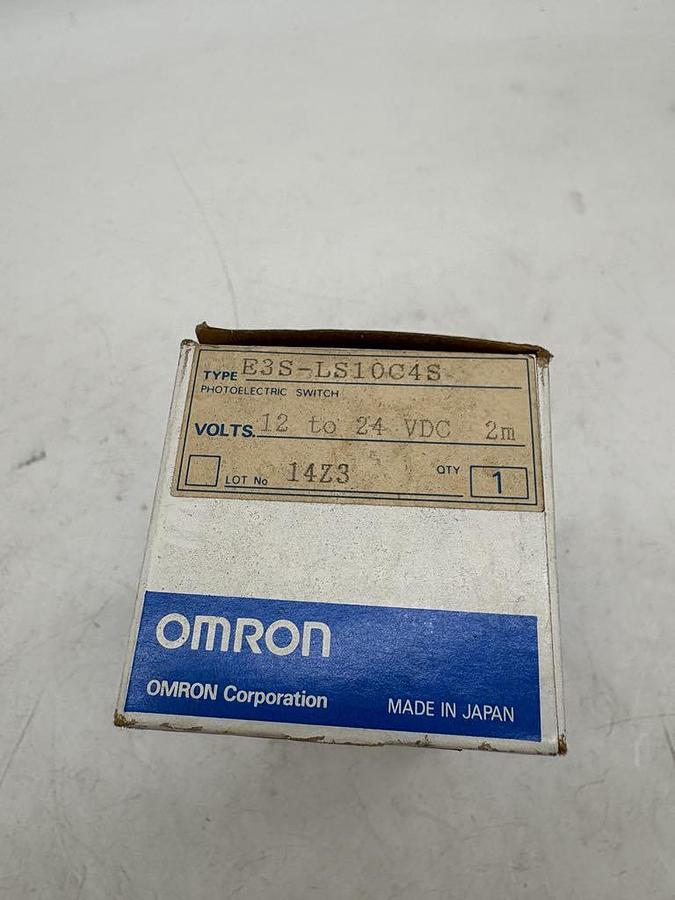 TYPE E3S-LS10C4S
PHOTOELECTRIC SWITCH
VOLTS. 12 to 24 VDC 2m
LOT No 14Z3 QTY 1
OMRON
OMRON Corporation MADE IN JAPAN